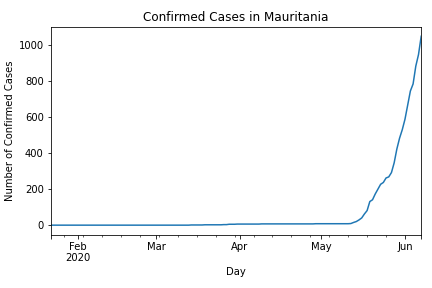 Confirmed Cases in Mauritania
1000
800
600
400
200
0
Number of Confirmed Cases
Feb
2020
Mar
Apr
May
Jun
Day